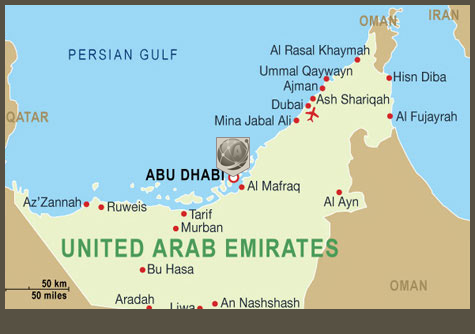 OMAN
IRAN
PERSIAN GULF
Al Rasal Khaymah
Ummal Qaywayn
Hisn Diba
Ajman
Ash Shariqah
Dubai
QATAR
Mina Jabal Ali
Al Fujayrah
ABU DHABI
Al Mafraq
Az'Zannah
Ruweis
Tarif
Al Ayn
Murban
UNITED ARAB EMIRATES
Bu Hasa
50 km
50 miles
OMAN
Aradah
Liwa
An Nashshash